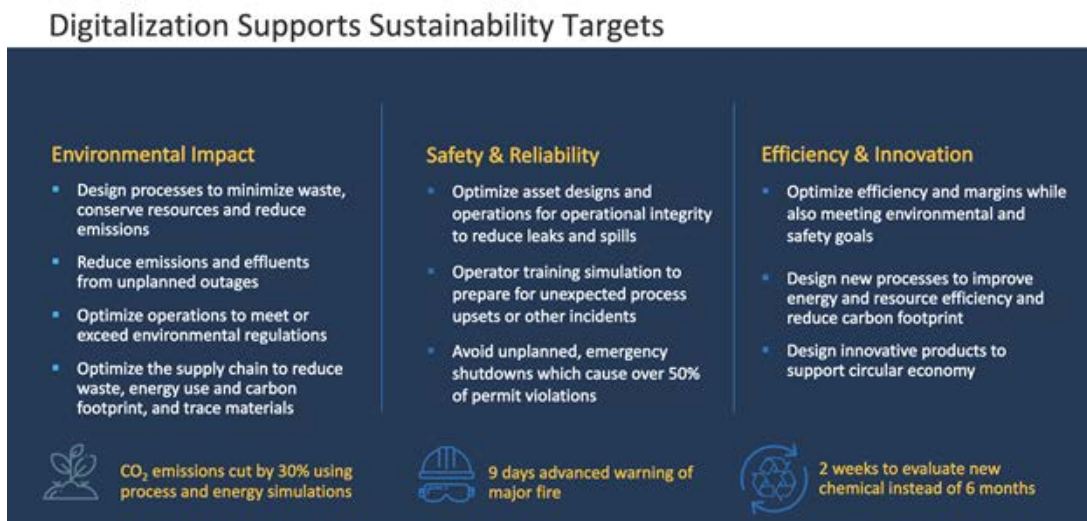 Digitalization Supports Sustainability Targets
Environmental Impact
▪ Design processes to minimize waste,
conserve resources and reduce
emissions
▪ Reduce emissions and effluents
from unplanned outages
▪ Optimize operations to meet or
exceed environmental regulations
▪ Optimize the supply chain to reduce
waste, energy use and carbon
footprint, and trace materials
CO₂ emissions cut by 30% using
process and energy simulations
Safety & Reliability
▪ Optimize asset designs and
operations for operational integrity
to reduce leaks and spills
▪ Operator training simulation to
prepare for unexpected process
upsets or other incidents
▪ Avoid unplanned, emergency
shutdowns which cause over 50%
of permit violations
9 days advanced warning of
major fire
Efficiency & Innovation
▪ Optimize efficiency and margins while
also meeting environmental and
safety goals
▪ Design new processes to improve
energy and resource efficiency and
reduce carbon footprint
▪ Design innovative products to
support circular economy
2 weeks to evaluate new
chemical instead of 6 months